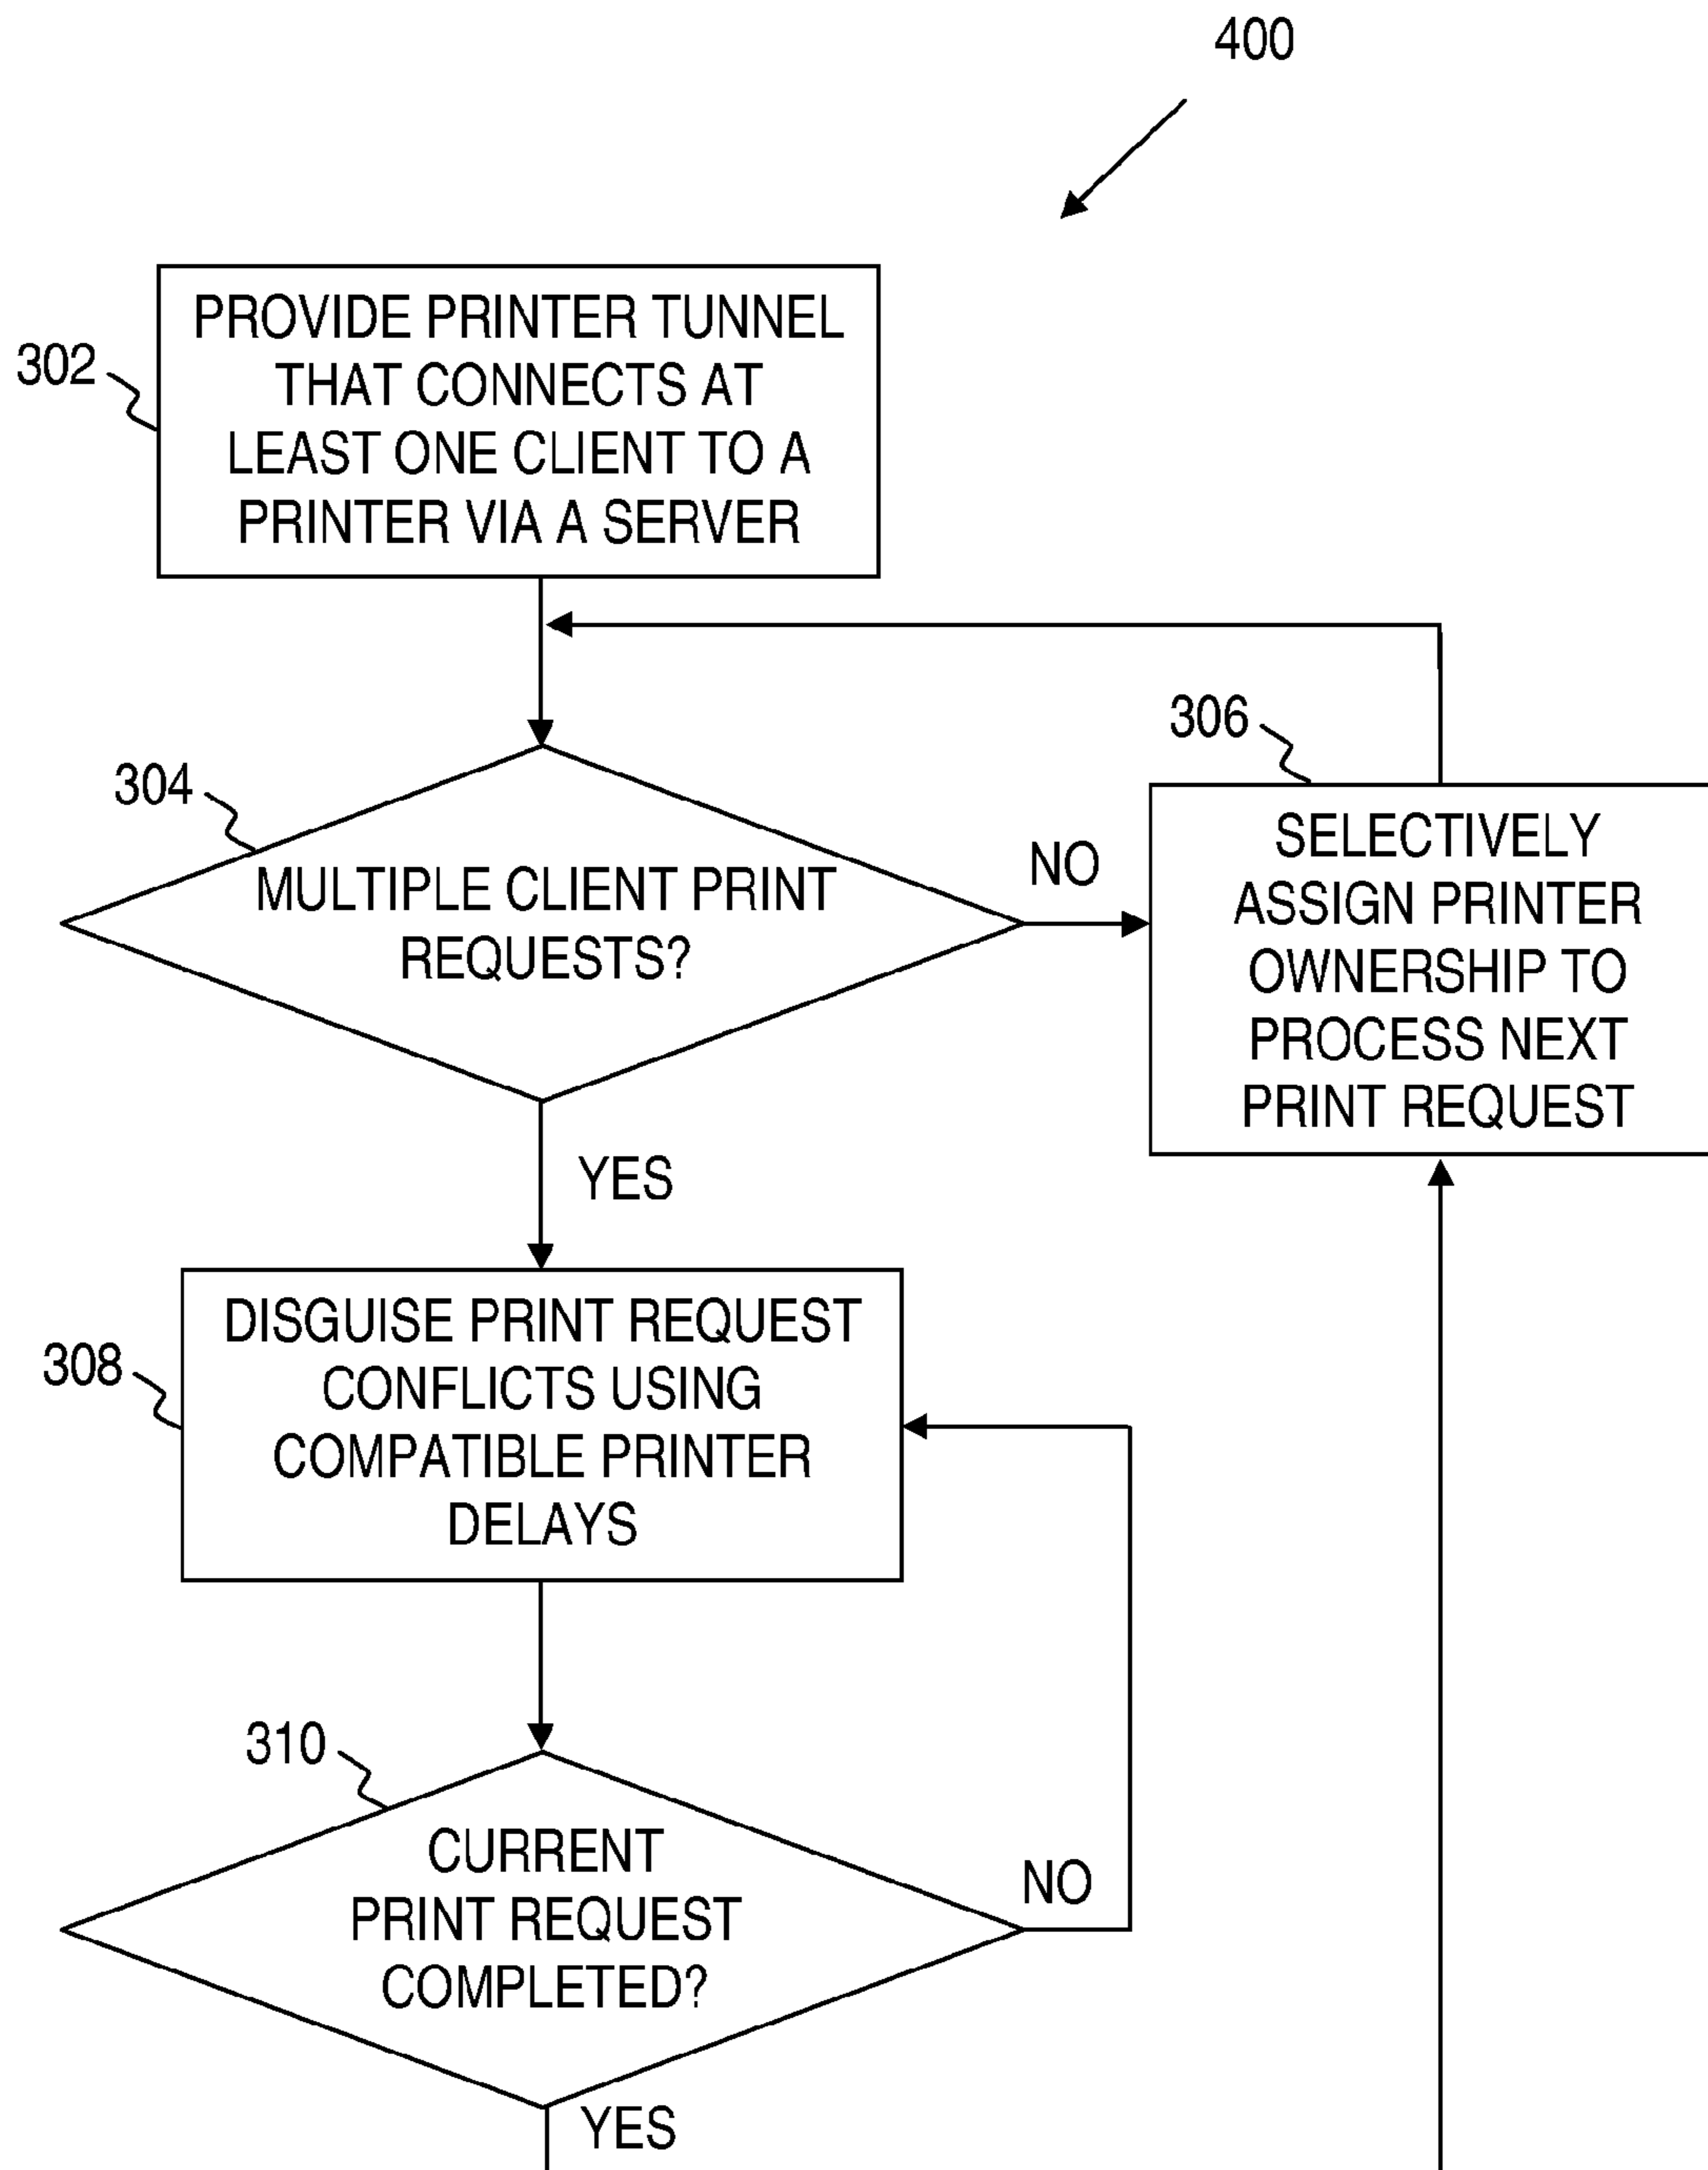 400
PROVIDE PRINTER TUNNEL
THAT CONNECTS AT
LEAST ONE CLIENT TO A
PRINTER VIA A SERVER
302
306
304
MULTIPLE CLIENT PRINT
REQUESTS?
NO
SELECTIVELY
ASSIGN PRINTER
OWNERSHIP TO
PROCESS NEXT
PRINT REQUEST
YES
308
DISGUISE PRINT REQUEST
CONFLICTS USING
COMPATIBLE PRINTER
DELAYS
310
CURRENT
PRINT REQUEST
COMPLETED?
NO
YES